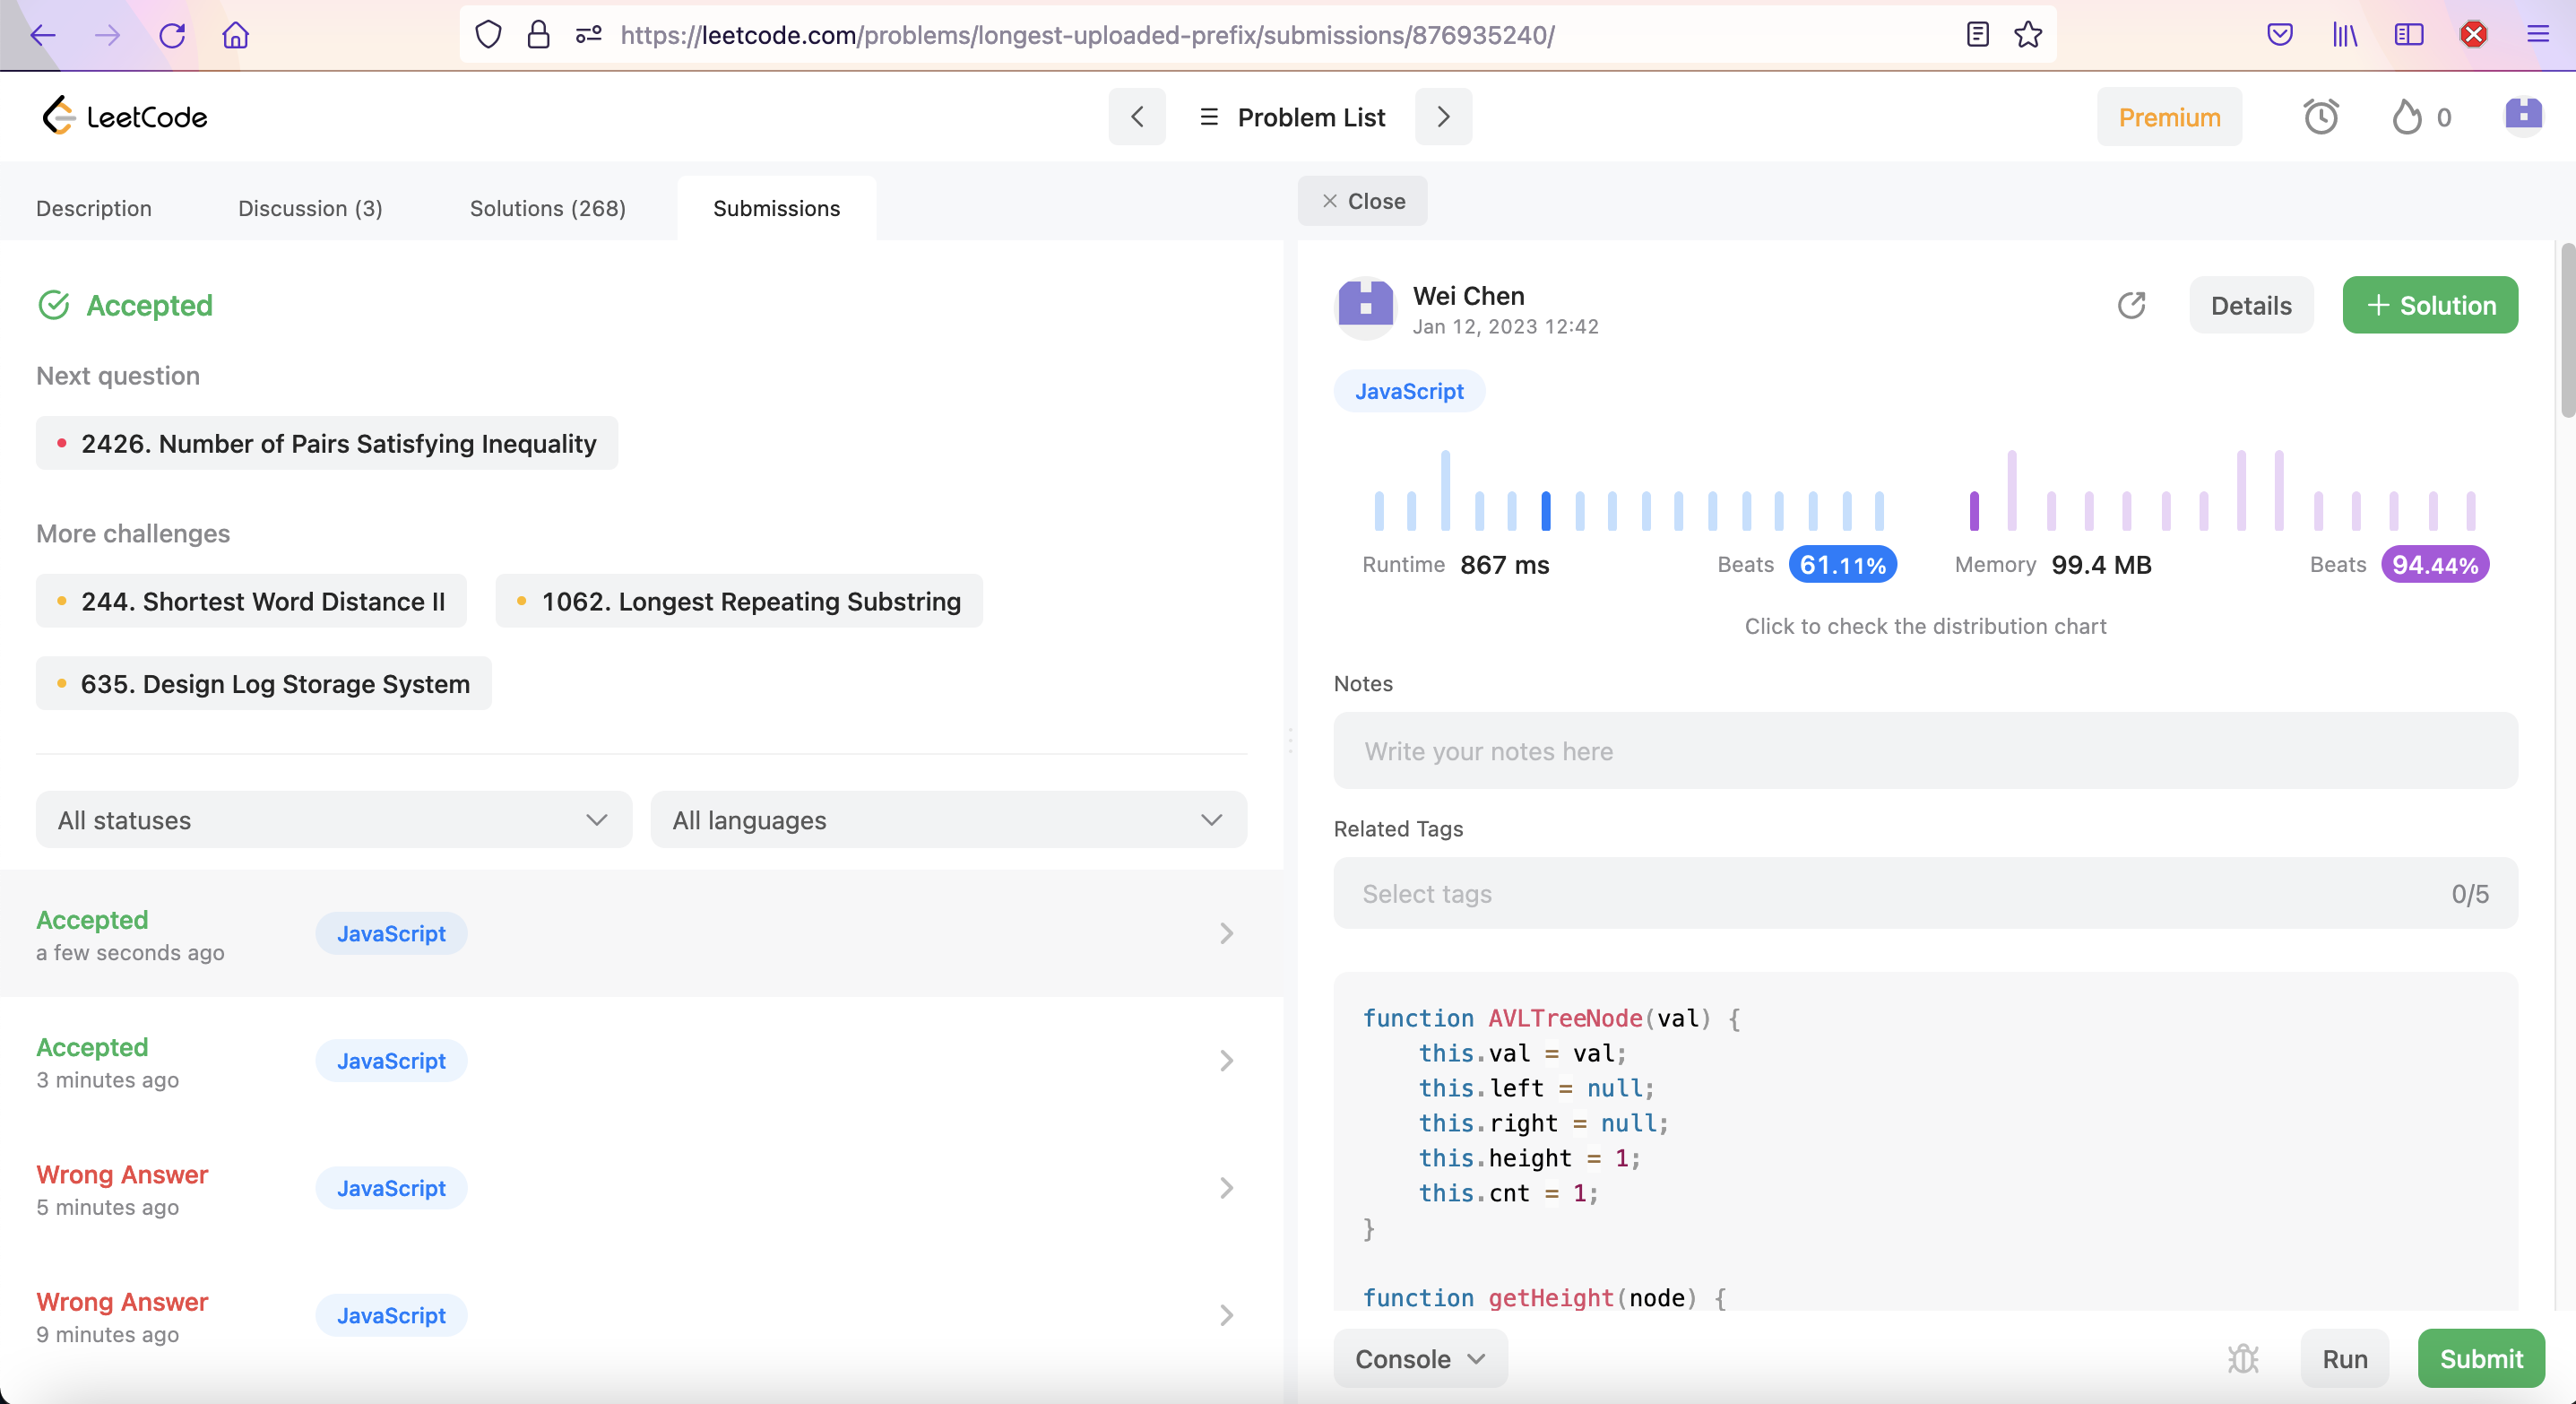 https://leetcode.com/problems/longest-uploaded-prefix/submissions/876935240/
LeetCode
Problem List
Premium
0
Description
Discussion (3)
Solutions (268)
Submissions
Close
Accepted
Next question
2426. Number of Pairs Satisfying Inequality
More challenges
244. Shortest Word Distance II
1062. Longest Repeating Substring
635. Design Log Storage System
All statuses
All languages
Accepted
a few seconds ago
JavaScript
Accepted
3 minutes ago
JavaScript
Wrong Answer
5 minutes ago
JavaScript
Wrong Answer
9 minutes ago
JavaScript
Wei Chen
Jan 12, 2023 12:42
Details
+ Solution
JavaScript
Runtime 867 ms
Beats 61.11%
Memory 99.4 MB
Beats 94.44%
Click to check the distribution chart
Notes
Write your notes here
Related Tags
Select tags
0/5
function AVLTreeNode(val) {
    this.val = val;
    this.left = null;
    this.right = null;
    this.height = 1;
    this.cnt = 1;
}
function getHeight(node) {
Console
Run
Submit